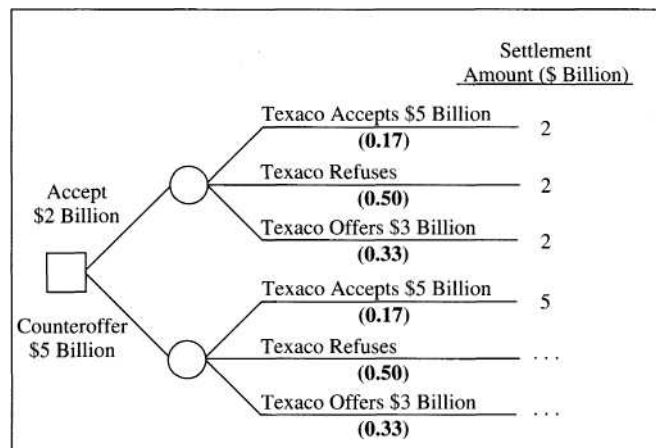 Settlement
Amount ($ Billion)
Texaco Accepts $5 Billion
(0.17)
2
Texaco Refuses
(0.50)
2
Texaco Offers $3 Billion
(0.33)
2
Accept
$2 Billion
Counteroffer
$5 Billion
Texaco Accepts $5 Billion
(0.17)
5
Texaco Refuses
(0.50)
...
Texaco Offers $3 Billion
(0.33)
...